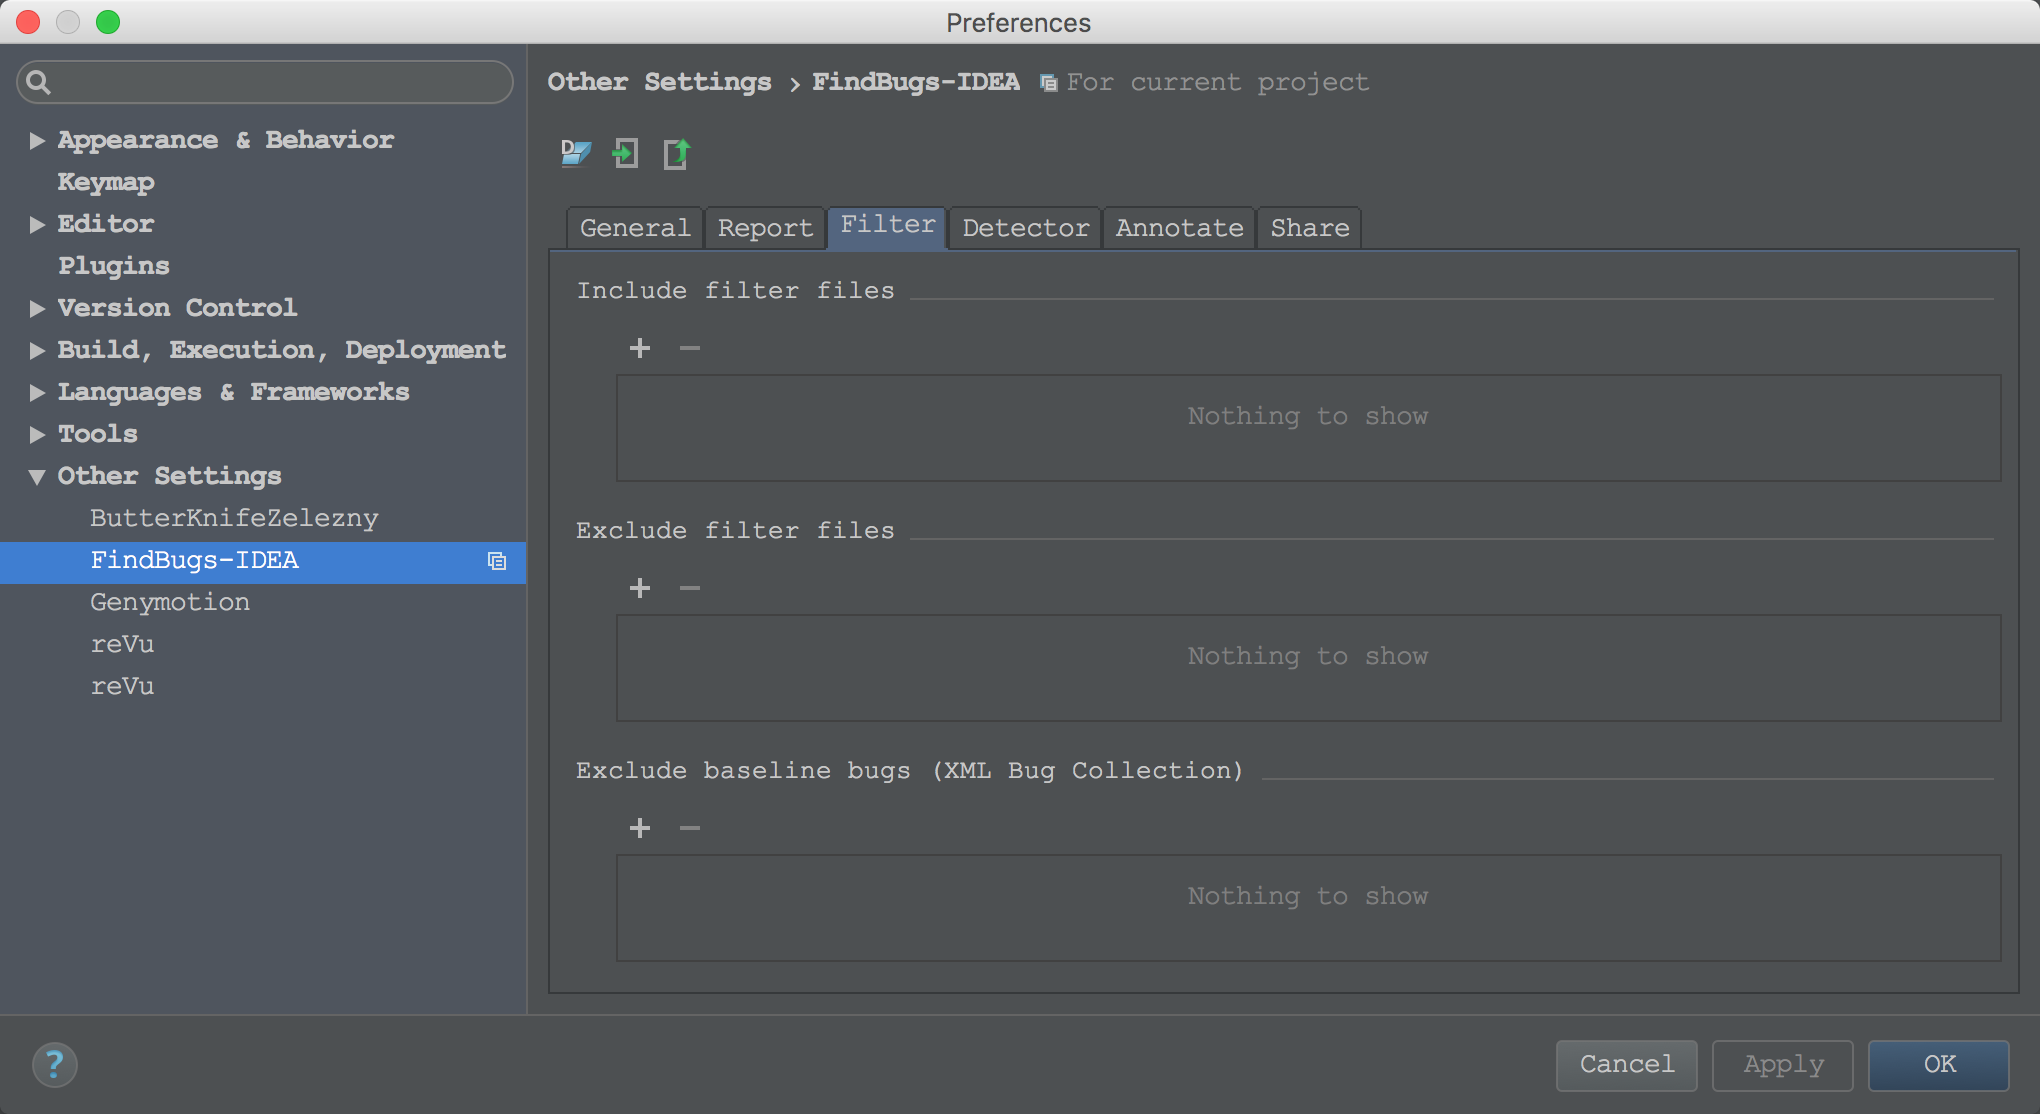 Preferences
Other Settings › FindBugs-IDEA For current project
Appearance & Behavior
Keymap
Editor
Plugins
Version Control
Build, Execution, Deployment
Languages & Frameworks
Tools
Other Settings
ButterKnifeZelezny
FindBugs-IDEA
Genymotion
reVu
reVu
D
General Report Filter Detector Annotate Share
Include filter files
+ −
Nothing to show
Exclude filter files
+ −
Nothing to show
Exclude baseline bugs (XML Bug Collection)
+ −
Nothing to show
?
Cancel Apply OK